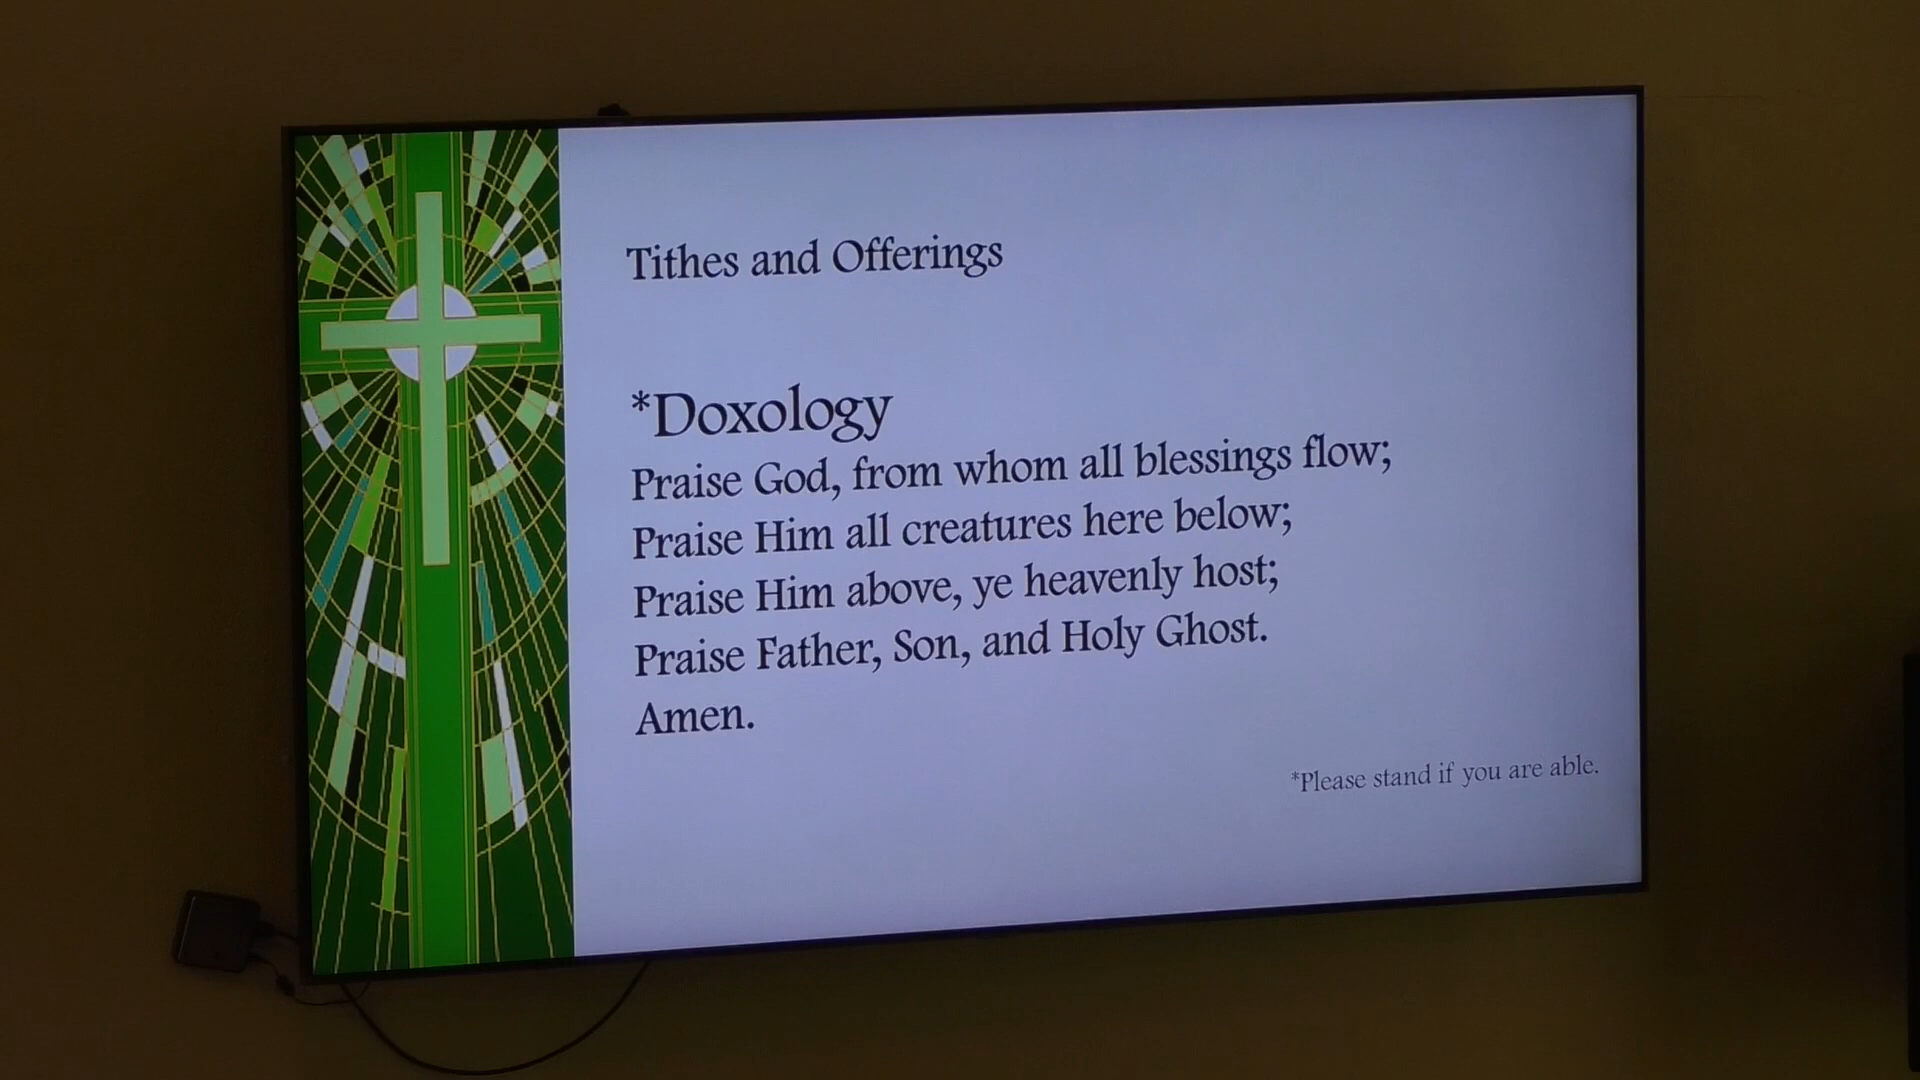 Tithes and Offerings
*Doxology
Praise God, from whom all blessings flow;
Praise Him all creatures here below;
Praise Him above, ye heavenly host;
Praise Father, Son, and Holy Ghost.
Amen.
*Please stand if you are able.